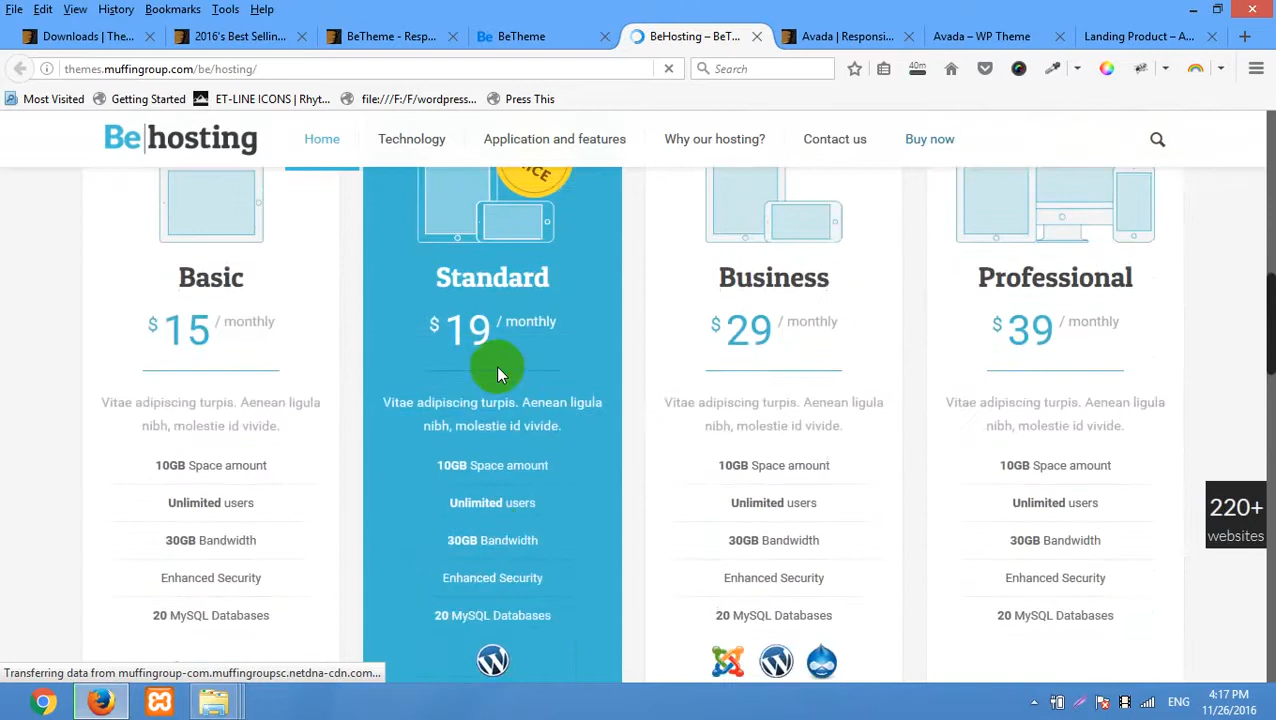 File Edit View History Bookmarks Tools Help
Downloads | The...
2016's Best Sellin...
BeTheme - Resp...
Be BeTheme
BeHosting – BeT...
Avada | Responsi...
Avada – WP Theme
Landing Product – A...
themes.muffingroup.com/be/hosting/
Search
40m
Most Visited
Getting Started
ET-LINE ICONS | Rhyt...
file:///F:/F/wordpress...
Press This
Be hosting
Home
Technology
Application and features
Why our hosting?
Contact us
Buy now
Basic
$ 15 / monthly
Vitae adipiscing turpis. Aenean ligula
nibh, molestie id vivide.
10GB Space amount
Unlimited users
30GB Bandwidth
Enhanced Security
20 MySQL Databases
Standard
$ 19 / monthly
Vitae adipiscing turpis. Aenean ligula
nibh, molestie id vivide.
10GB Space amount
Unlimited users
30GB Bandwidth
Enhanced Security
20 MySQL Databases
Business
$ 29 / monthly
Vitae adipiscing turpis. Aenean ligula
nibh, molestie id vivide.
10GB Space amount
Unlimited users
30GB Bandwidth
Enhanced Security
20 MySQL Databases
Professional
$ 39 / monthly
Vitae adipiscing turpis. Aenean ligula
nibh, molestie id vivide.
10GB Space amount
Unlimited users
30GB Bandwidth
Enhanced Security
20 MySQL Databases
220+
websites
Transferring data from muffingroup-com.muffingroupsc.netdna-cdn.com...
ENG
4:17 PM
11/26/2016